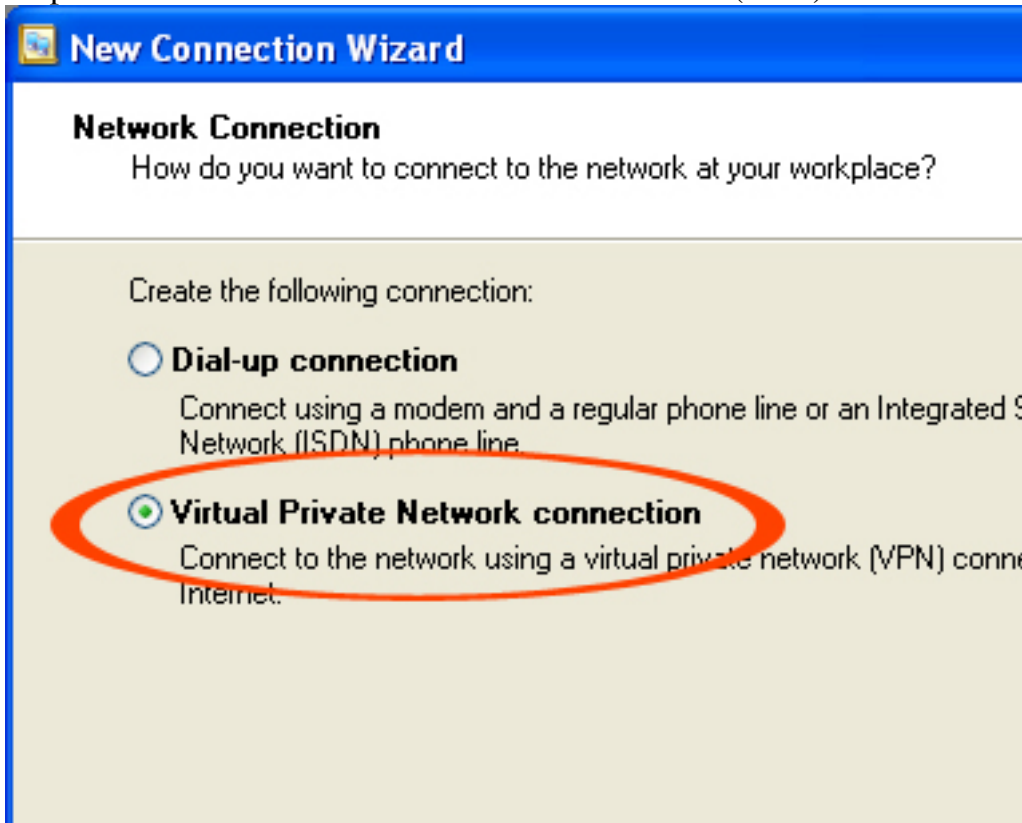 New Connection Wizard
Network Connection
How do you want to connect to the network at your workplace?
Create the following connection:
Dial-up connection
Connect using a modem and a regular phone line or an Integrated
Network (ISDN) phone line.
Virtual Private Network connection
Connect to the network using a virtual private network (VPN)
Internet.